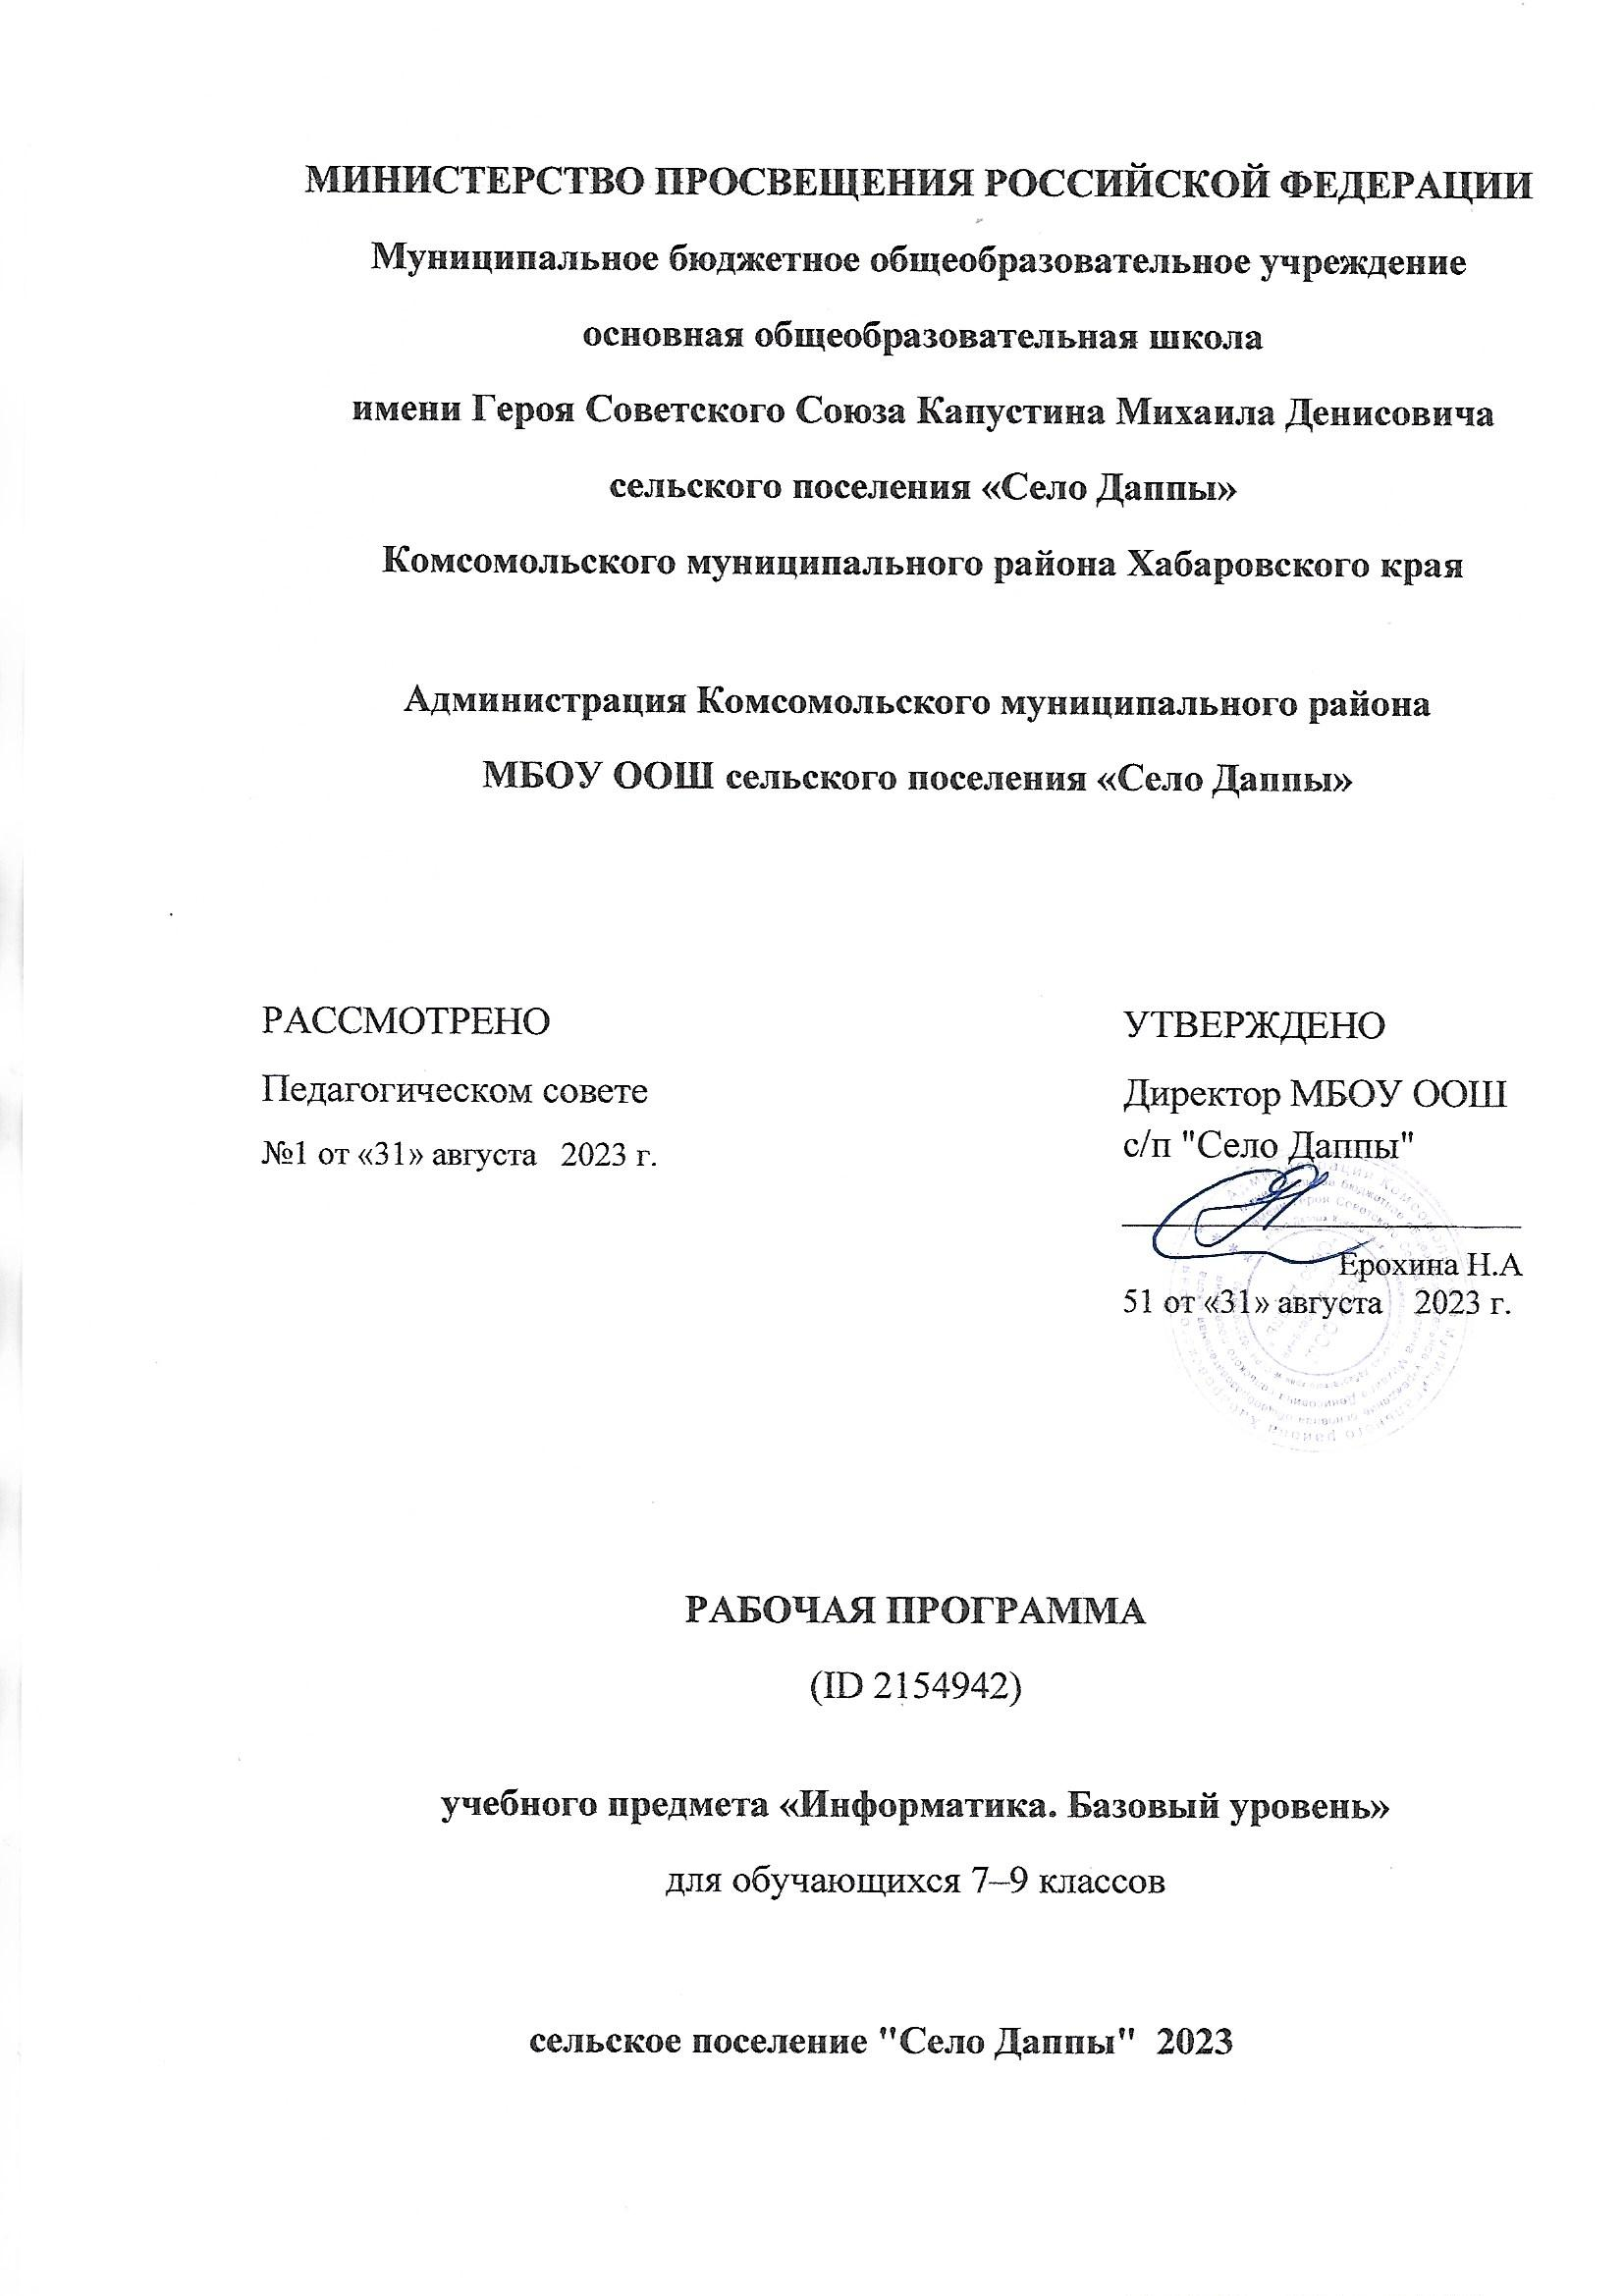 МИНИСТЕРСТВО ПРОСВЕЩЕНИЯ РОССИЙСКОЙ ФЕДЕРАЦИИ
Муниципальное бюджетное общеобразовательное учреждение
основная общеобразовательная школа
имени Героя Советского Союза Капустина Михаила Денисовича
сельского поселения «Село Даппы»
Комсомольского муниципального района Хабаровского края
Администрация Комсомольского муниципального района
МБОУ ООШ сельского поселения «Село Даппы»
РАССМОТРЕНО
Педагогическом совете
№1 от «31» августа 2023 г.
УТВЕРЖДЕНО
Директор МБОУ ООШ
с/п "Село Даппы"
Ерохина Н.А
51 от «31» августа 2023 г.
РАБОЧАЯ ПРОГРАММА
(ID 2154942)
учебного предмета «Информатика. Базовый уровень»
для обучающихся 7–9 классов
сельское поселение "Село Даппы" 2023